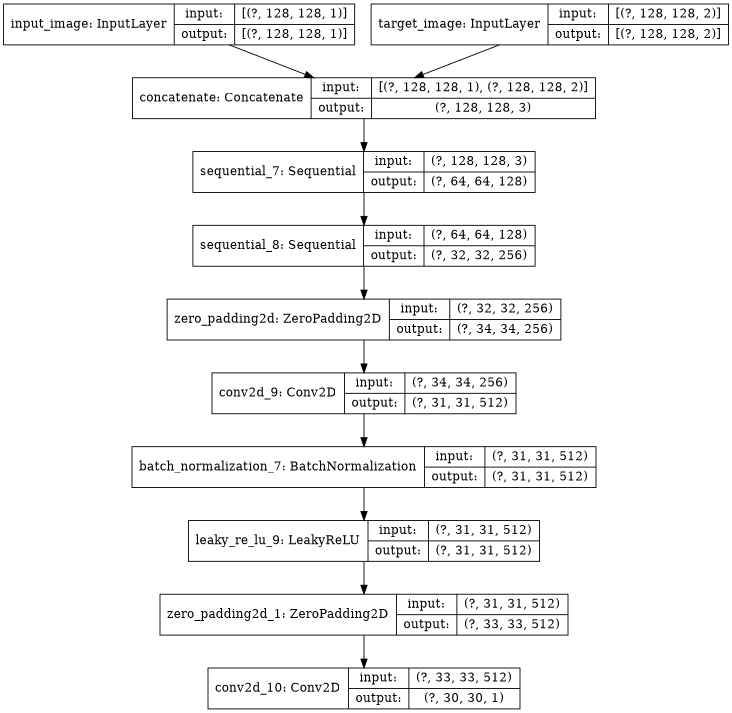 input_image: InputLayer
input: [(?, 128, 128, 1)]
output: [(?, 128, 128, 1)]
target_image: InputLayer
input: [(?, 128, 128, 2)]
output: [(?, 128, 128, 2)]
concatenate: Concatenate
input: [(?, 128, 128, 1), (?, 128, 128, 2)]
output: (?, 128, 128, 3)
sequential_7: Sequential
input: (?, 128, 128, 3)
output: (?, 64, 64, 128)
sequential_8: Sequential
input: (?, 64, 64, 128)
output: (?, 32, 32, 256)
zero_padding2d: ZeroPadding2D
input: (?, 32, 32, 256)
output: (?, 34, 34, 256)
conv2d_9: Conv2D
input: (?, 34, 34, 256)
output: (?, 31, 31, 512)
batch_normalization_7: BatchNormalization
input: (?, 31, 31, 512)
output: (?, 31, 31, 512)
leaky_re_lu_9: LeakyReLU
input: (?, 31, 31, 512)
output: (?, 31, 31, 512)
zero_padding2d_1: ZeroPadding2D
input: (?, 31, 31, 512)
output: (?, 33, 33, 512)
conv2d_10: Conv2D
input: (?, 33, 33, 512)
output: (?, 30, 30, 1)